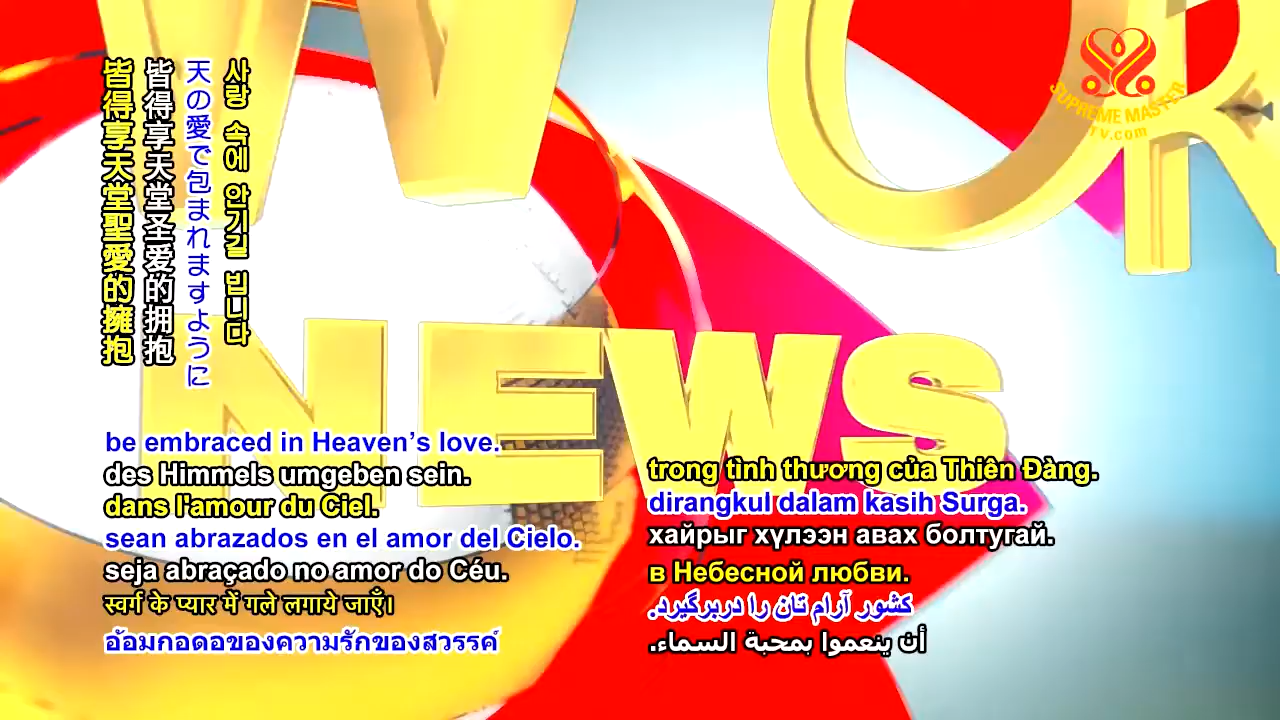 W OR
NEWS
SUPREME MASTER
TV.com
사랑 속에 안기길 빕니다
天の愛で包まれますように
皆得享天堂圣爱的拥抱
皆得享天堂聖愛的擁抱
be embraced in Heaven’s love.
des Himmels umgeben sein.
dans l'amour du Ciel.
sean abrazados en el amor del Cielo.
seja abraçado no amor do Céu.
स्वर्ग के प्यार में गले लगाये जाएँ।
อ้อมกอดอของความรักของสวรรค์
trong tình thương của Thiên Đàng.
dirangkul dalam kasih Surga.
хайрыг хүлээн авах болтугай.
в Небесной любви.
کشور آرام تان را دربرگیرد.
أن ينعموا بمحبة السماء.